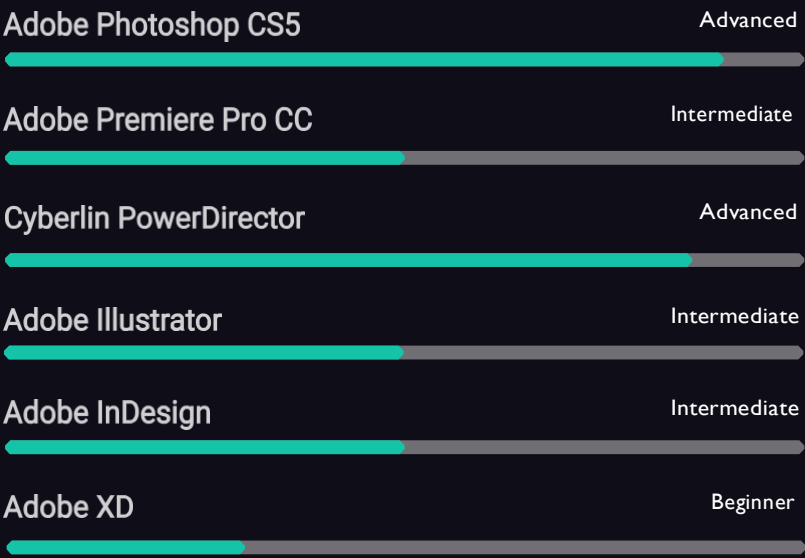 Adobe Photoshop CS5 Advanced
Adobe Premiere Pro CC Intermediate
Cyberlin PowerDirector Advanced
Adobe Illustrator Intermediate
Adobe InDesign Intermediate
Adobe XD Beginner